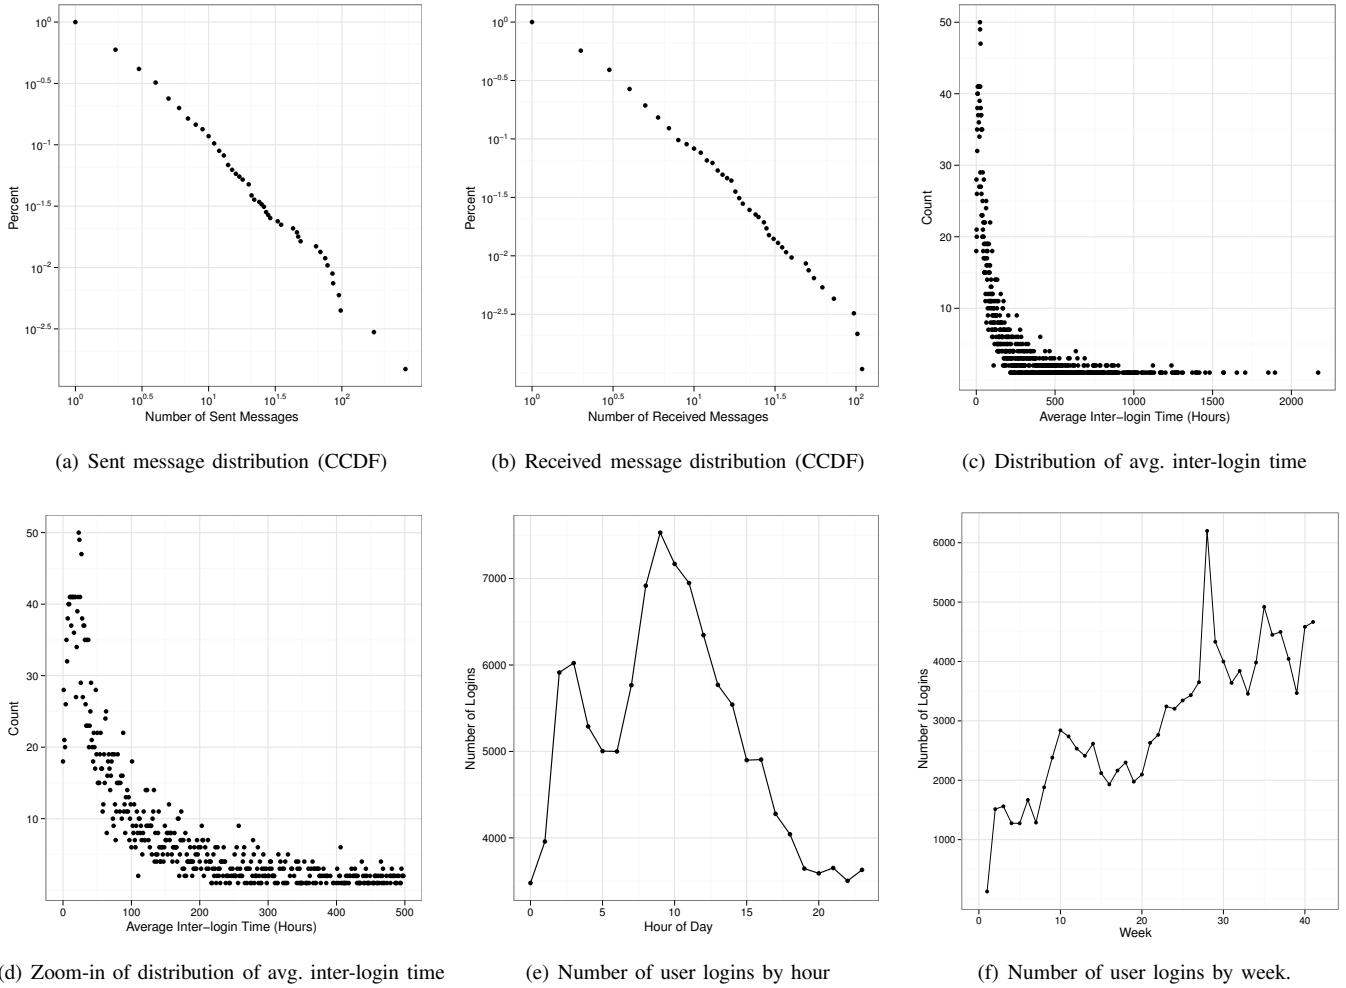 10^0
10^−0.5
10^−1
10^−1.5
10^−2
10^−2.5
Percent
10^0 10^0.5 10^1 10^1.5 10^2
Number of Sent Messages
(a) Sent message distribution (CCDF)
10^0
10^−0.5
10^−1
10^−1.5
10^−2
10^−2.5
Percent
10^0 10^0.5 10^1 10^1.5 10^2
Number of Received Messages
(b) Received message distribution (CCDF)
50
40
30
20
10
Count
0 500 1000 1500 2000
Average Inter−login Time (Hours)
(c) Distribution of avg. inter-login time
50
40
30
20
10
Count
0 100 200 300 400 500
Average Inter−login Time (Hours)
d) Zoom-in of distribution of avg. inter-login time
7000
6000
5000
4000
Number of Logins
0 5 10 15 20
Hour of Day
(e) Number of user logins by hour
6000
5000
4000
3000
2000
1000
Number of Logins
0 10 20 30 40
Week
(f) Number of user logins by week.